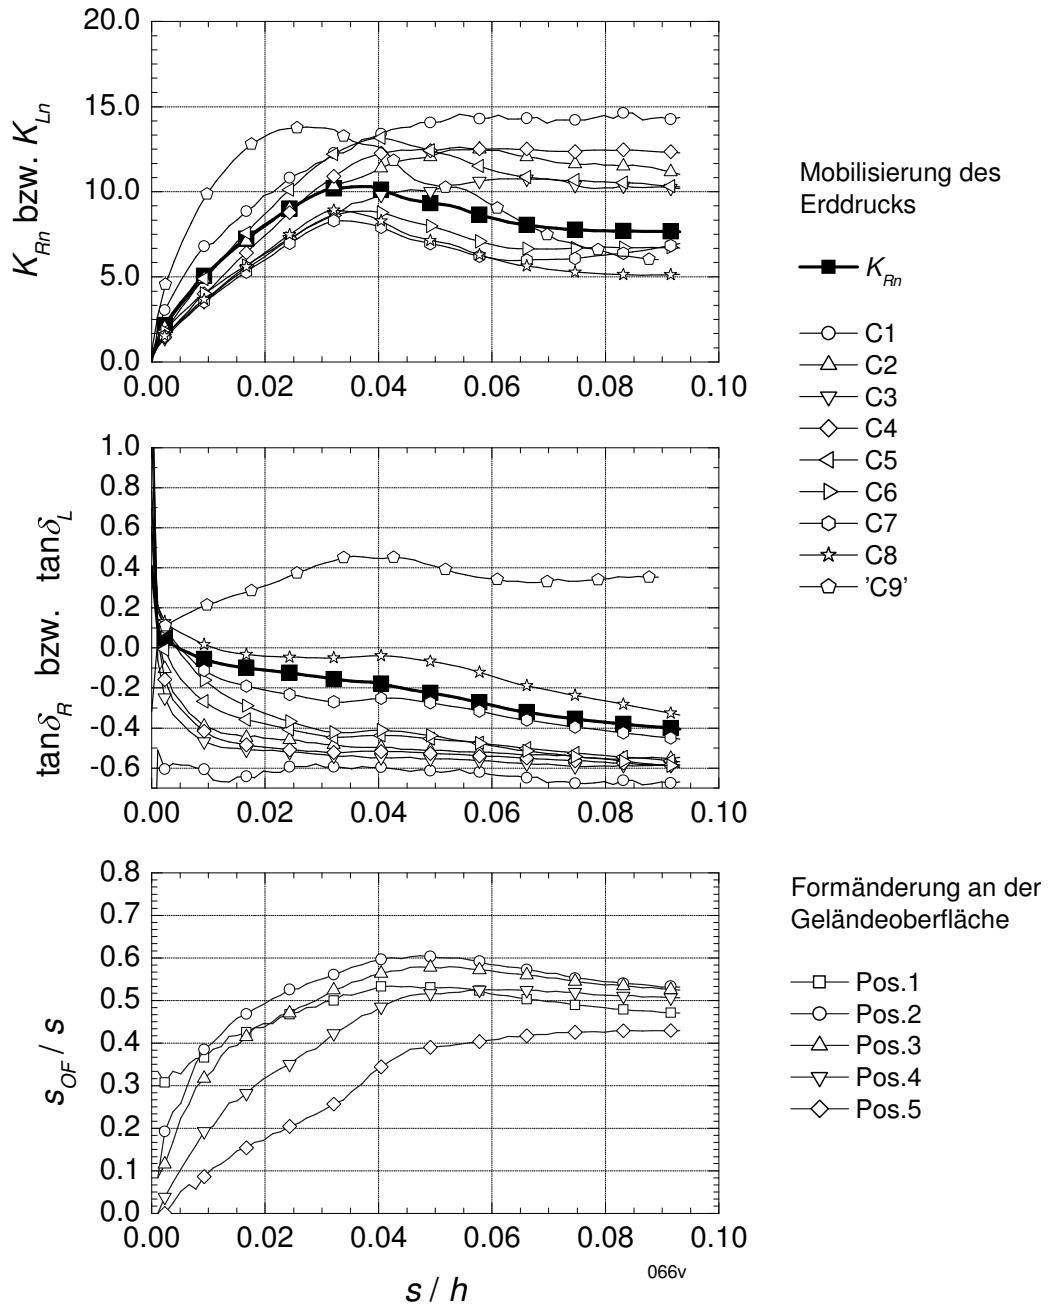 20.0
15.0
10.0
5.0
0.0
K_Rn bzw. K_Ln
0.00 0.02 0.04 0.06 0.08 0.10
Mobilisierung des
Erddrucks
K_Rn
C1
C2
C3
C4
C5
C6
C7
C8
'C9'
1.0
0.8
0.6
0.4
0.2
0.0
-0.2
-0.4
-0.6
tanδ_R bzw. tanδ_L
0.00 0.02 0.04 0.06 0.08 0.10
0.8
0.7
0.6
0.5
0.4
0.3
0.2
0.1
0.0
s_OF / s
0.00 0.02 0.04 0.06 0.08 0.10
s / h
066v
Formänderung an der
Geländeoberfläche
Pos.1
Pos.2
Pos.3
Pos.4
Pos.5